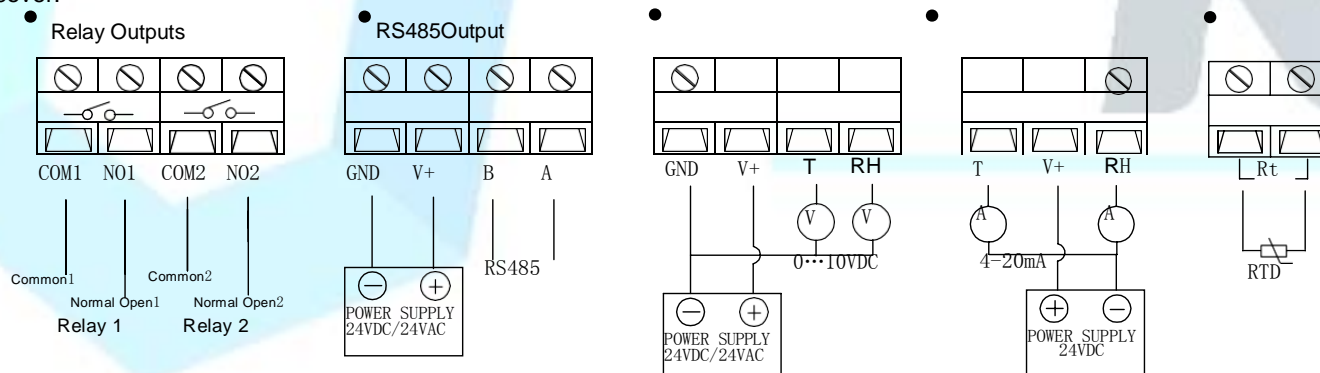 Relay Outputs
COM1 NO1 COM2 NO2
Common1
Normal Open1
Common2
Normal Open2
Relay 1 Relay 2
RS485Output
GND V+ B A
RS485
POWER SUPPLY
24VDC/24VAC
GND V+ T RH
V V
0···10VDC
POWER SUPPLY
24VDC/24VAC
T V+ RH
A A
4-20mA
POWER SUPPLY
24VDC
Rt
RTD